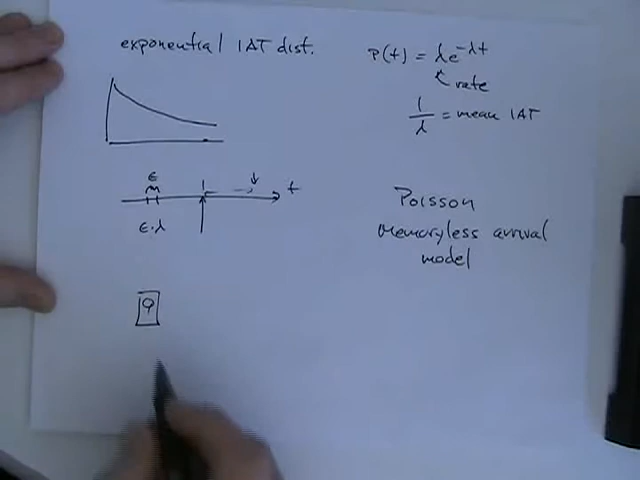 exponential IAT dist.
p(t) = λe^-λt
rate
1/λ = mean IAT
ε
t
ε·λ
Poisson
memoryless arrival
model